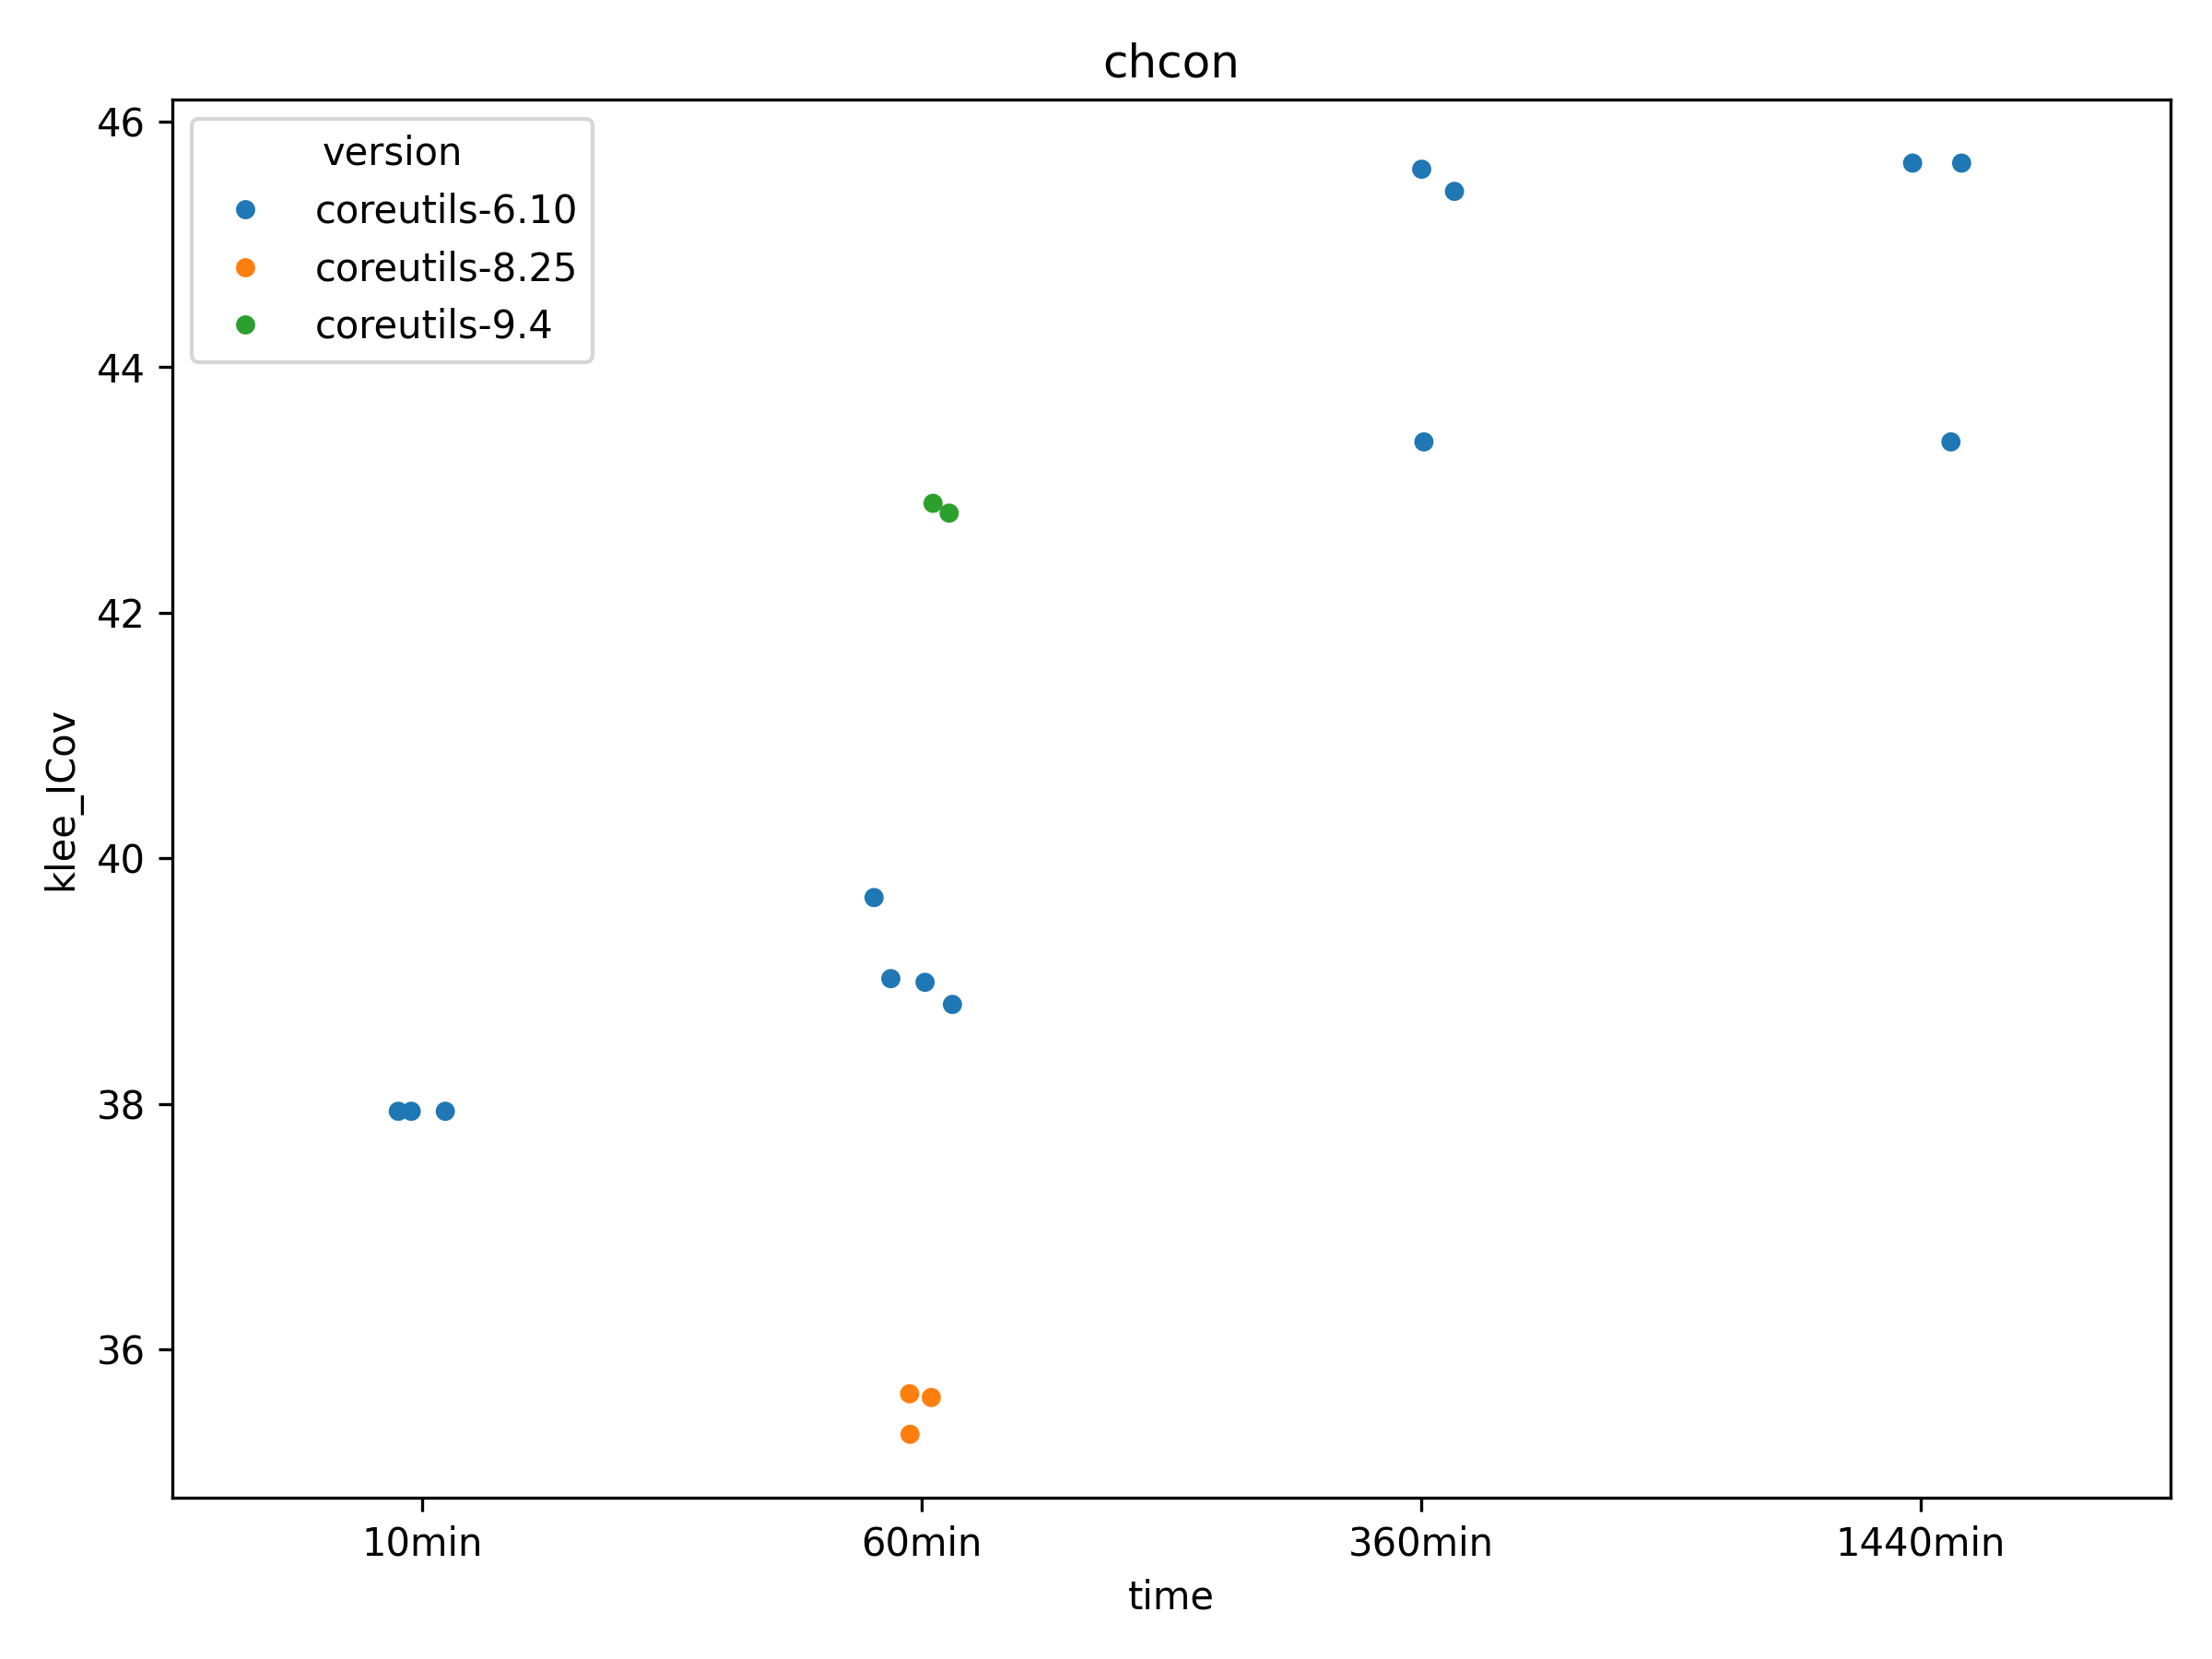 chcon
version
coreutils-6.10
coreutils-8.25
coreutils-9.4
46
44
42
40
38
36
klee_ICov
10min
60min
360min
1440min
time